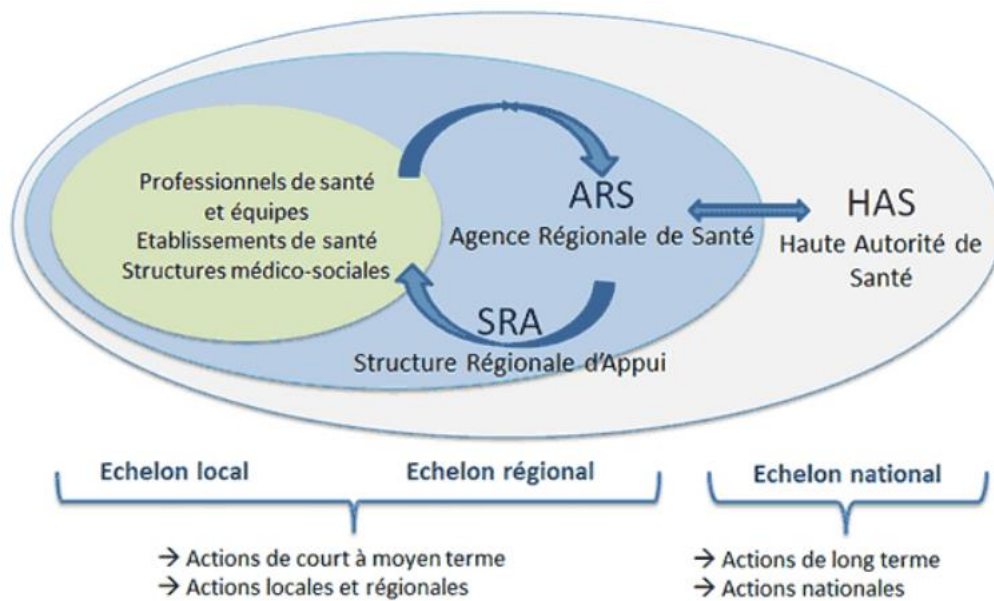 Professionnels de santé
et équipes
Etablissements de santé
Structures médico-sociales
ARS
Agence Régionale de Santé
SRA
Structure Régionale d'Appui
HAS
Haute Autorité de
Santé
Echelon local
Echelon régional
Echelon national
→ Actions de court à moyen terme
→ Actions locales et régionales
→ Actions de long terme
→ Actions nationales